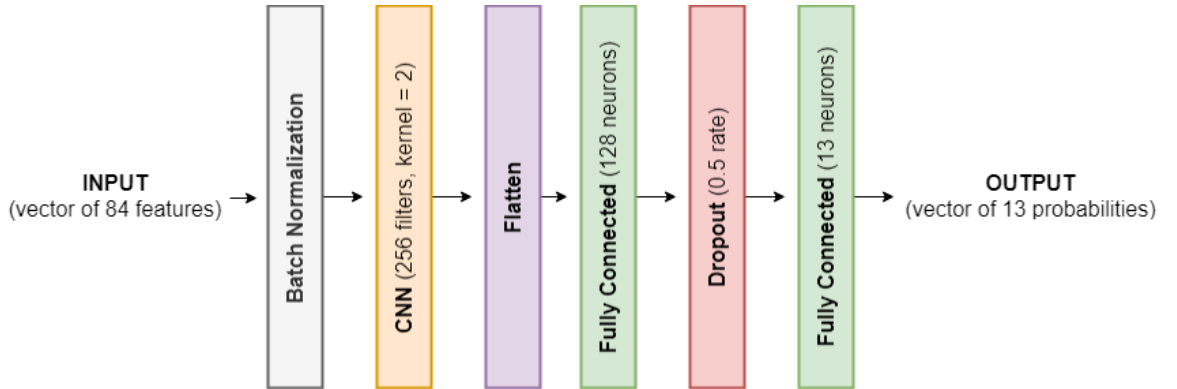 INPUT
(vector of 84 features)
Batch Normalization
CNN (256 filters, kernel = 2)
Flatten
Fully Connected (128 neurons)
Dropout (0.5 rate)
Fully Connected (13 neurons)
OUTPUT
(vector of 13 probabilities)